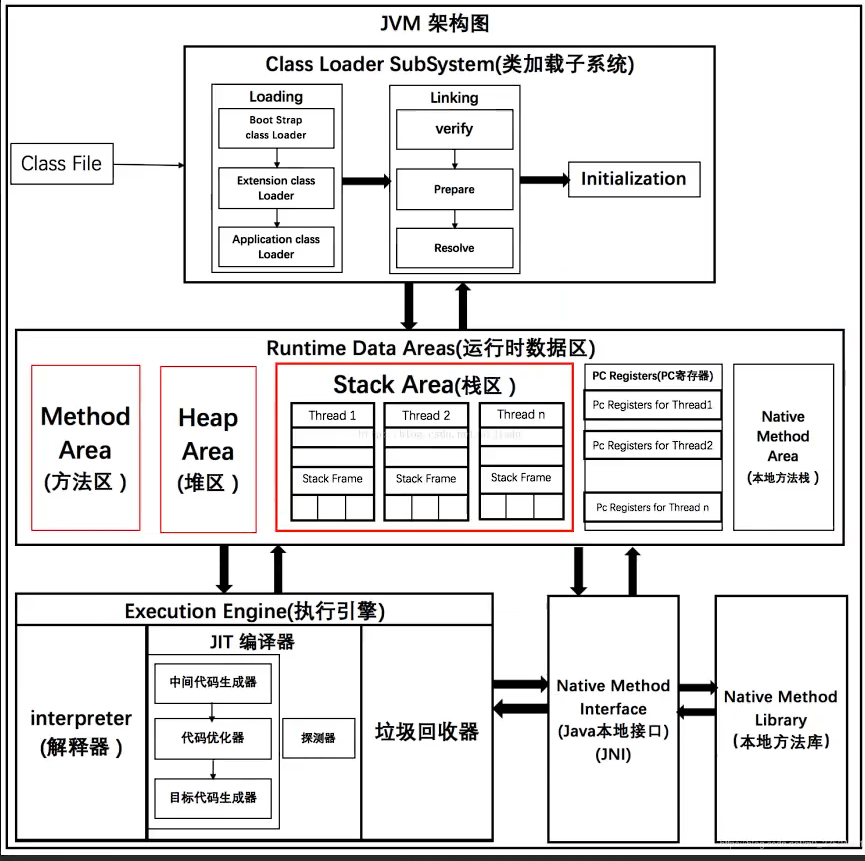 JVM 架构图
Class Loader SubSystem(类加载子系统)
Loading
Boot Strap
class Loader
Extension class
Loader
Application class
Loader
Linking
verify
Prepare
Resolve
Initialization
Class File
Runtime Data Areas(运行时数据区)
Method
Area
(方法区 )
Heap
Area
(堆区 )
Stack Area(栈区 )
Thread 1
Stack Frame
Thread 2
Stack Frame
Thread n
Stack Frame
PC Registers(PC寄存器)
Pc Registers for Thread1
Pc Registers for Thread2
Pc Registers for Thread n
Native
Method
Area
(本地方法栈 )
Execution Engine(执行引擎)
interpreter
(解释器 )
JIT 编译器
中间代码生成器
代码优化器
目标代码生成器
探测器
垃圾回收器
Native Method
Interface
(Java本地接口)
(JNI)
Native Method
Library
(本地方法库)